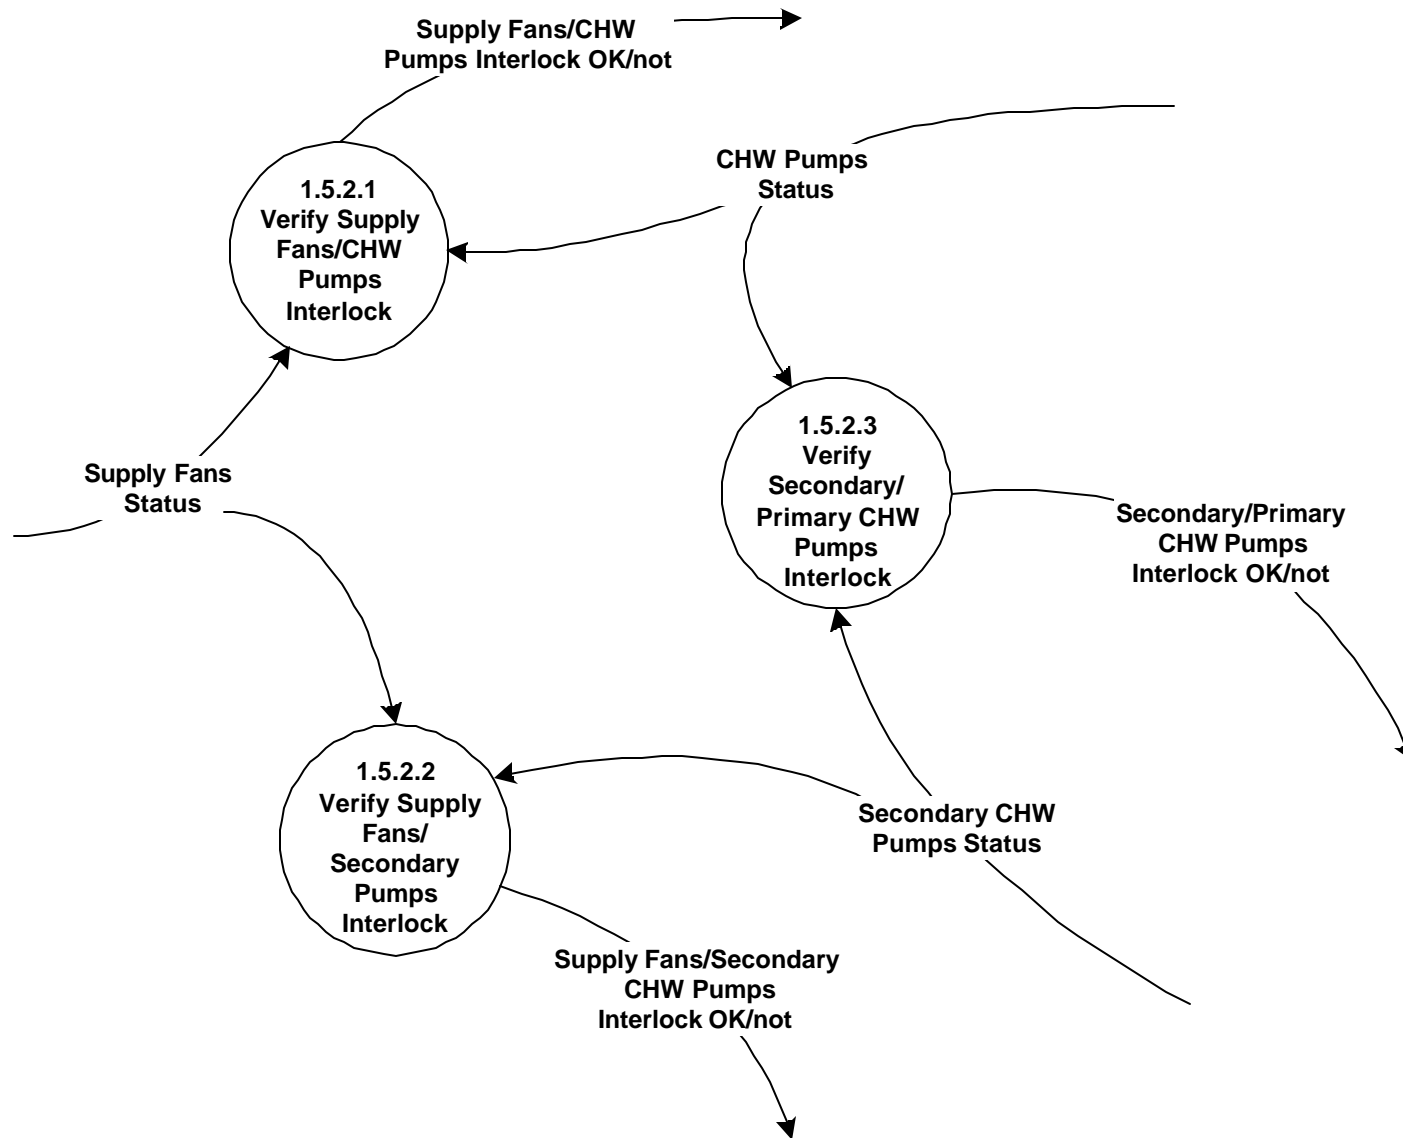 Supply Fans/CHW
Pumps Interlock OK/not
CHW Pumps
Status
1.5.2.1
Verify Supply
Fans/CHW
Pumps
Interlock
1.5.2.3
Verify
Secondary/
Primary CHW
Pumps
Interlock
Supply Fans
Status
Secondary/Primary
CHW Pumps
Interlock OK/not
1.5.2.2
Verify Supply
Fans/
Secondary
Pumps
Interlock
Secondary CHW
Pumps Status
Supply Fans/Secondary
CHW Pumps
Interlock OK/not